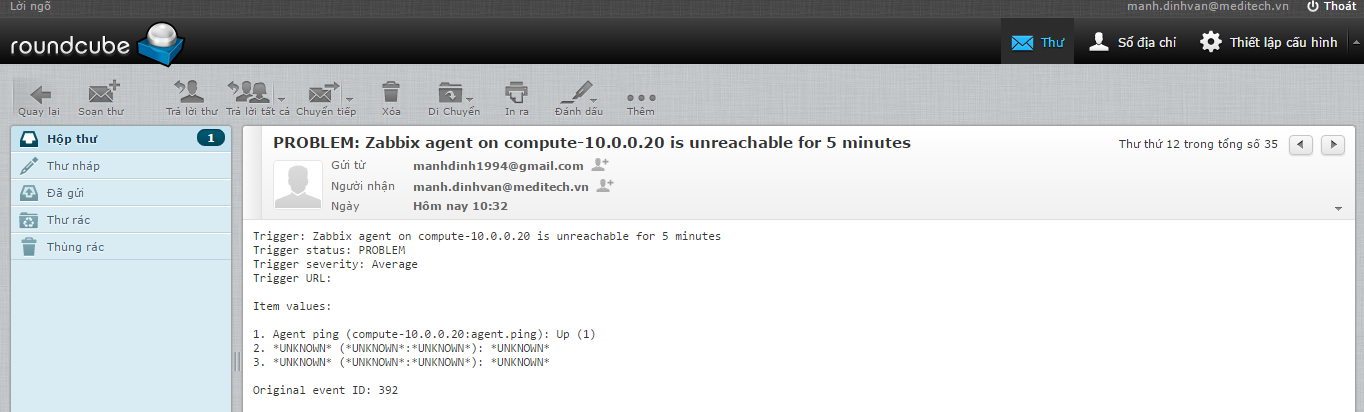 Lời ngõ
manh.dinhvan@meditech.vn Thoát
roundcube
Thư Sổ địa chỉ Thiết lập cấu hình
Quay lại Soạn thư Trả lời thư Trả lời tất cả Chuyển tiếp Xóa Di Chuyển In ra Đánh dấu Thêm
Hộp thư 1
Thư nháp
Đã gửi
Thư rác
Thùng rác
PROBLEM: Zabbix agent on compute-10.0.0.20 is unreachable for 5 minutes
Thư thứ 12 trong tổng số 35
Gửi từ manhdinh1994@gmail.com
Người nhận manh.dinhvan@meditech.vn
Ngày Hôm nay 10:32
Trigger: Zabbix agent on compute-10.0.0.20 is unreachable for 5 minutes
Trigger status: PROBLEM
Trigger severity: Average
Trigger URL:
Item values:
1. Agent ping (compute-10.0.0.20:agent.ping): Up (1)
2. *UNKNOWN* (*UNKNOWN*:*UNKNOWN*): *UNKNOWN*
3. *UNKNOWN* (*UNKNOWN*:*UNKNOWN*): *UNKNOWN*
Original event ID: 392